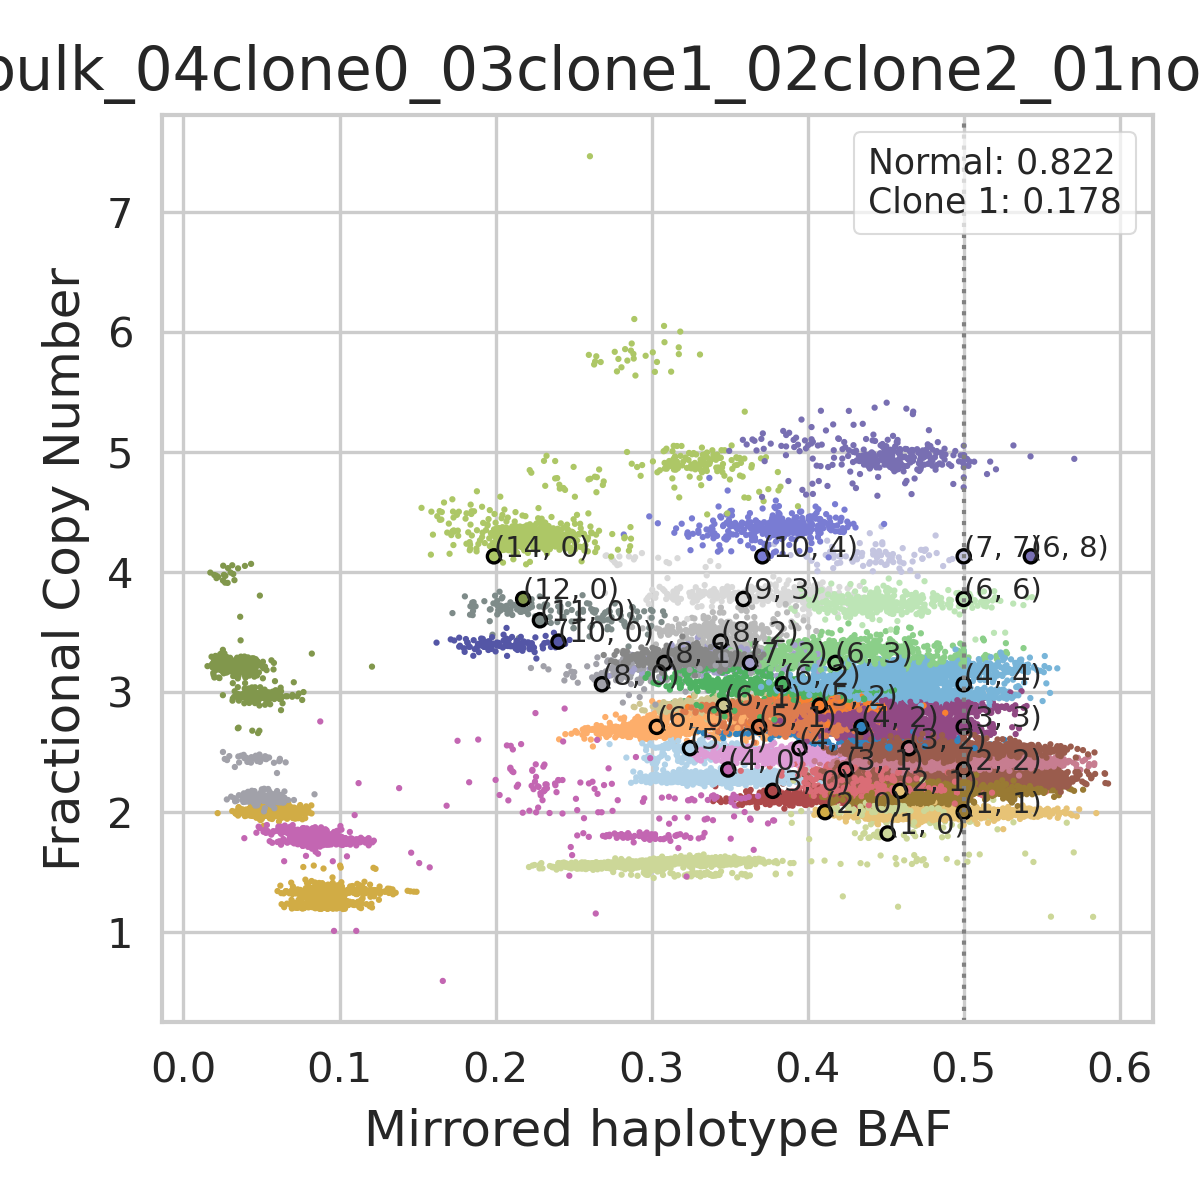 bulk_04clone0_03clone1_02clone2_01no
Normal: 0.822
Clone 1: 0.178
7
6
5
4
3
2
1
Fractional Copy Number
(14, 0) (10, 4) (7, 7) (6, 8)
(12, 0) (9, 3) (6, 6)
(11, 0)
(10, 0) (8, 2)
(8, 1) (7, 2) (6, 3)
(8, 0) (6, 2) (4, 4)
(6, 1) (5, 2)
(6, 0) (5, 1) (4, 2) (3, 3)
(5, 0) (4, 1) (3, 2)
(4, 0) (3, 1) (2, 2)
(3, 0) (2, 1)
(2, 0) (1, 1)
(1, 0)
0.0 0.1 0.2 0.3 0.4 0.5 0.6
Mirrored haplotype BAF